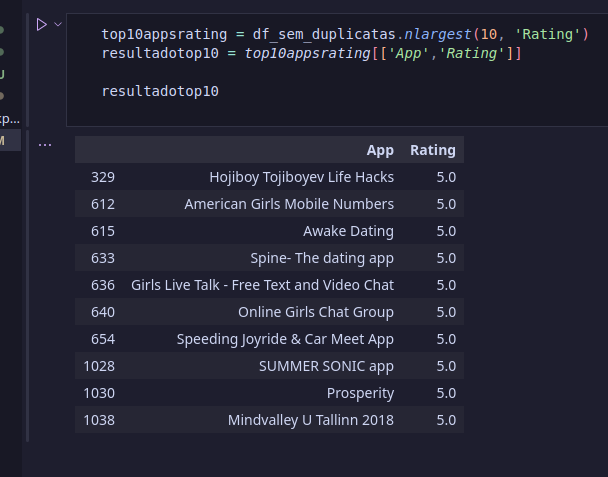 top10appsrating = df_sem_duplicatas.nlargest(10, 'Rating')
resultadotop10 = top10appsrating[['App','Rating']]
resultadotop10
U
xp...
M
...
App Rating
329 Hojiboy Tojiboyev Life Hacks 5.0
612 American Girls Mobile Numbers 5.0
615 Awake Dating 5.0
633 Spine- The dating app 5.0
636 Girls Live Talk - Free Text and Video Chat 5.0
640 Online Girls Chat Group 5.0
654 Speeding Joyride & Car Meet App 5.0
1028 SUMMER SONIC app 5.0
1030 Prosperity 5.0
1038 Mindvalley U Tallinn 2018 5.0